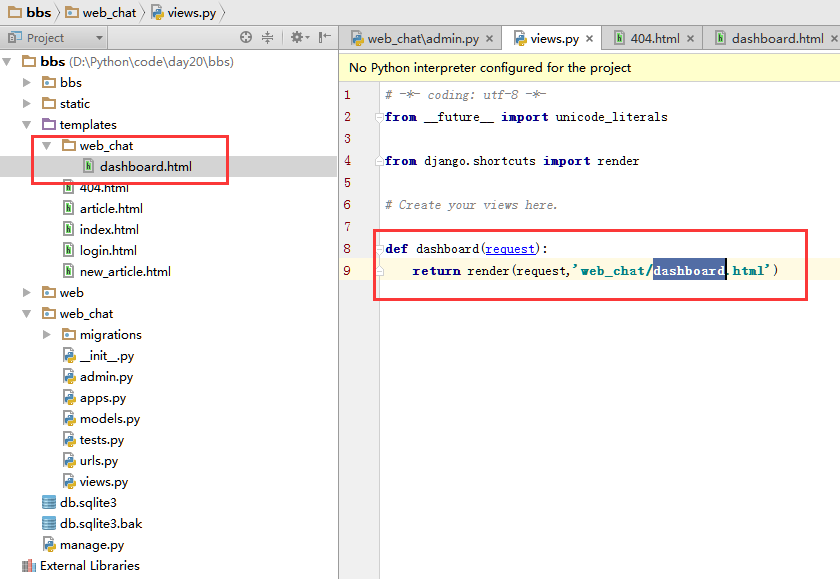 bbs web_chat views.py
Project
web_chat\admin.py views.py 404.html dashboard.html
bbs (D:\Python\code\day20\bbs)
bbs
static
templates
web_chat
dashboard.html
404.html
article.html
index.html
login.html
new_article.html
web
web_chat
migrations
__init__.py
admin.py
apps.py
models.py
tests.py
urls.py
views.py
db.sqlite3
db.sqlite3.bak
manage.py
External Libraries
No Python interpreter configured for the project
1 # -*- coding: utf-8 -*-
2 from __future__ import unicode_literals
3
4 from django.shortcuts import render
5
6 # Create your views here.
7
8 def dashboard(request):
9 return render(request,'web_chat/dashboard.html')